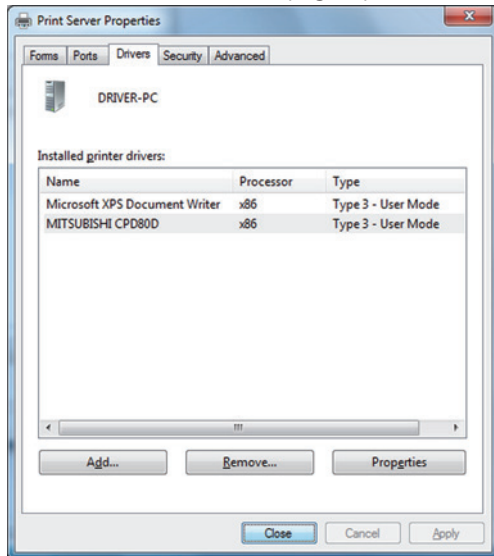 Print Server Properties
Forms Ports Drivers Security Advanced
DRIVER-PC
Installed printer drivers:
Name Processor Type
Microsoft XPS Document Writer x86 Type 3 - User Mode
MITSUBISHI CPD80D x86 Type 3 - User Mode
Add... Remove... Properties
Close Cancel Apply